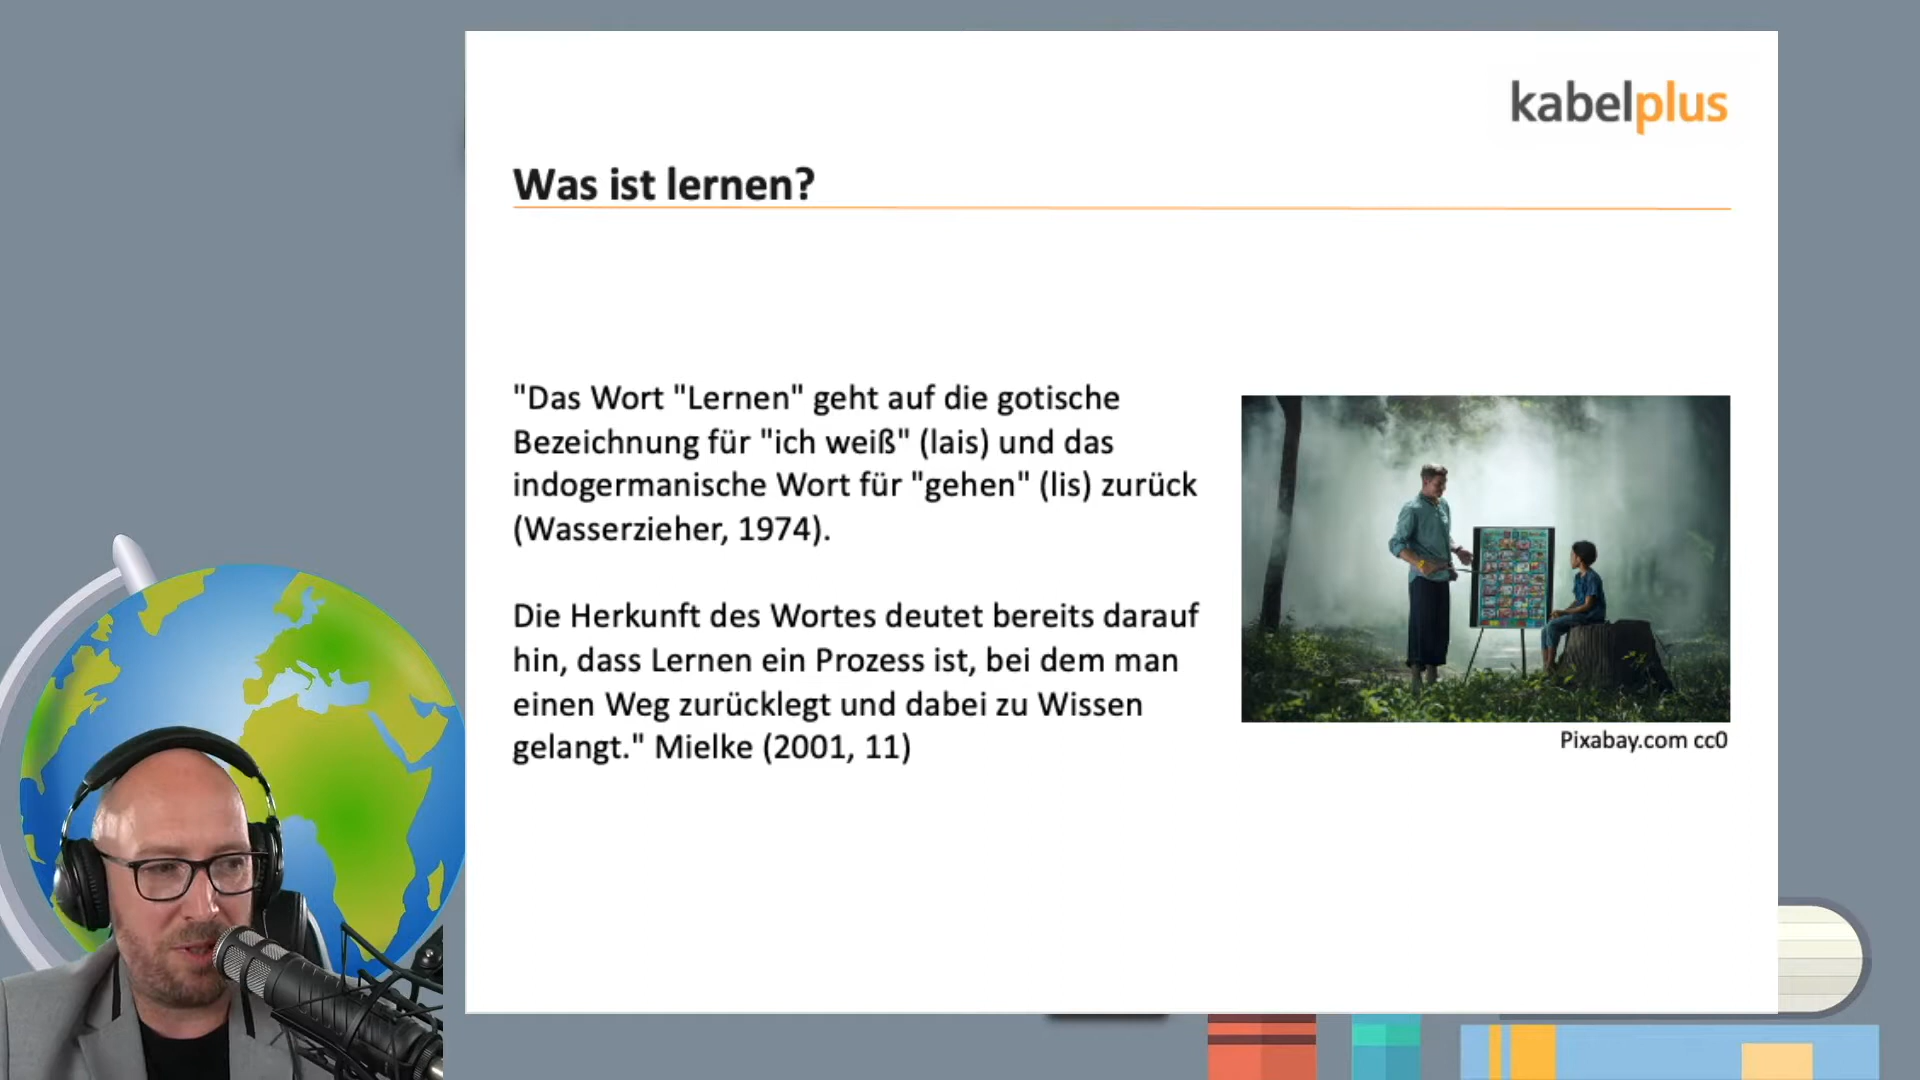 kabelplus
Was ist lernen?
"Das Wort "Lernen" geht auf die gotische
Bezeichnung für "ich weiß" (lais) und das
indogermanische Wort für "gehen" (lis) zurück
(Wasserzieher, 1974).
Die Herkunft des Wortes deutet bereits darauf
hin, dass Lernen ein Prozess ist, bei dem man
einen Weg zurücklegt und dabei zu Wissen
gelangt." Mielke (2001, 11)
Pixabay.com cc0